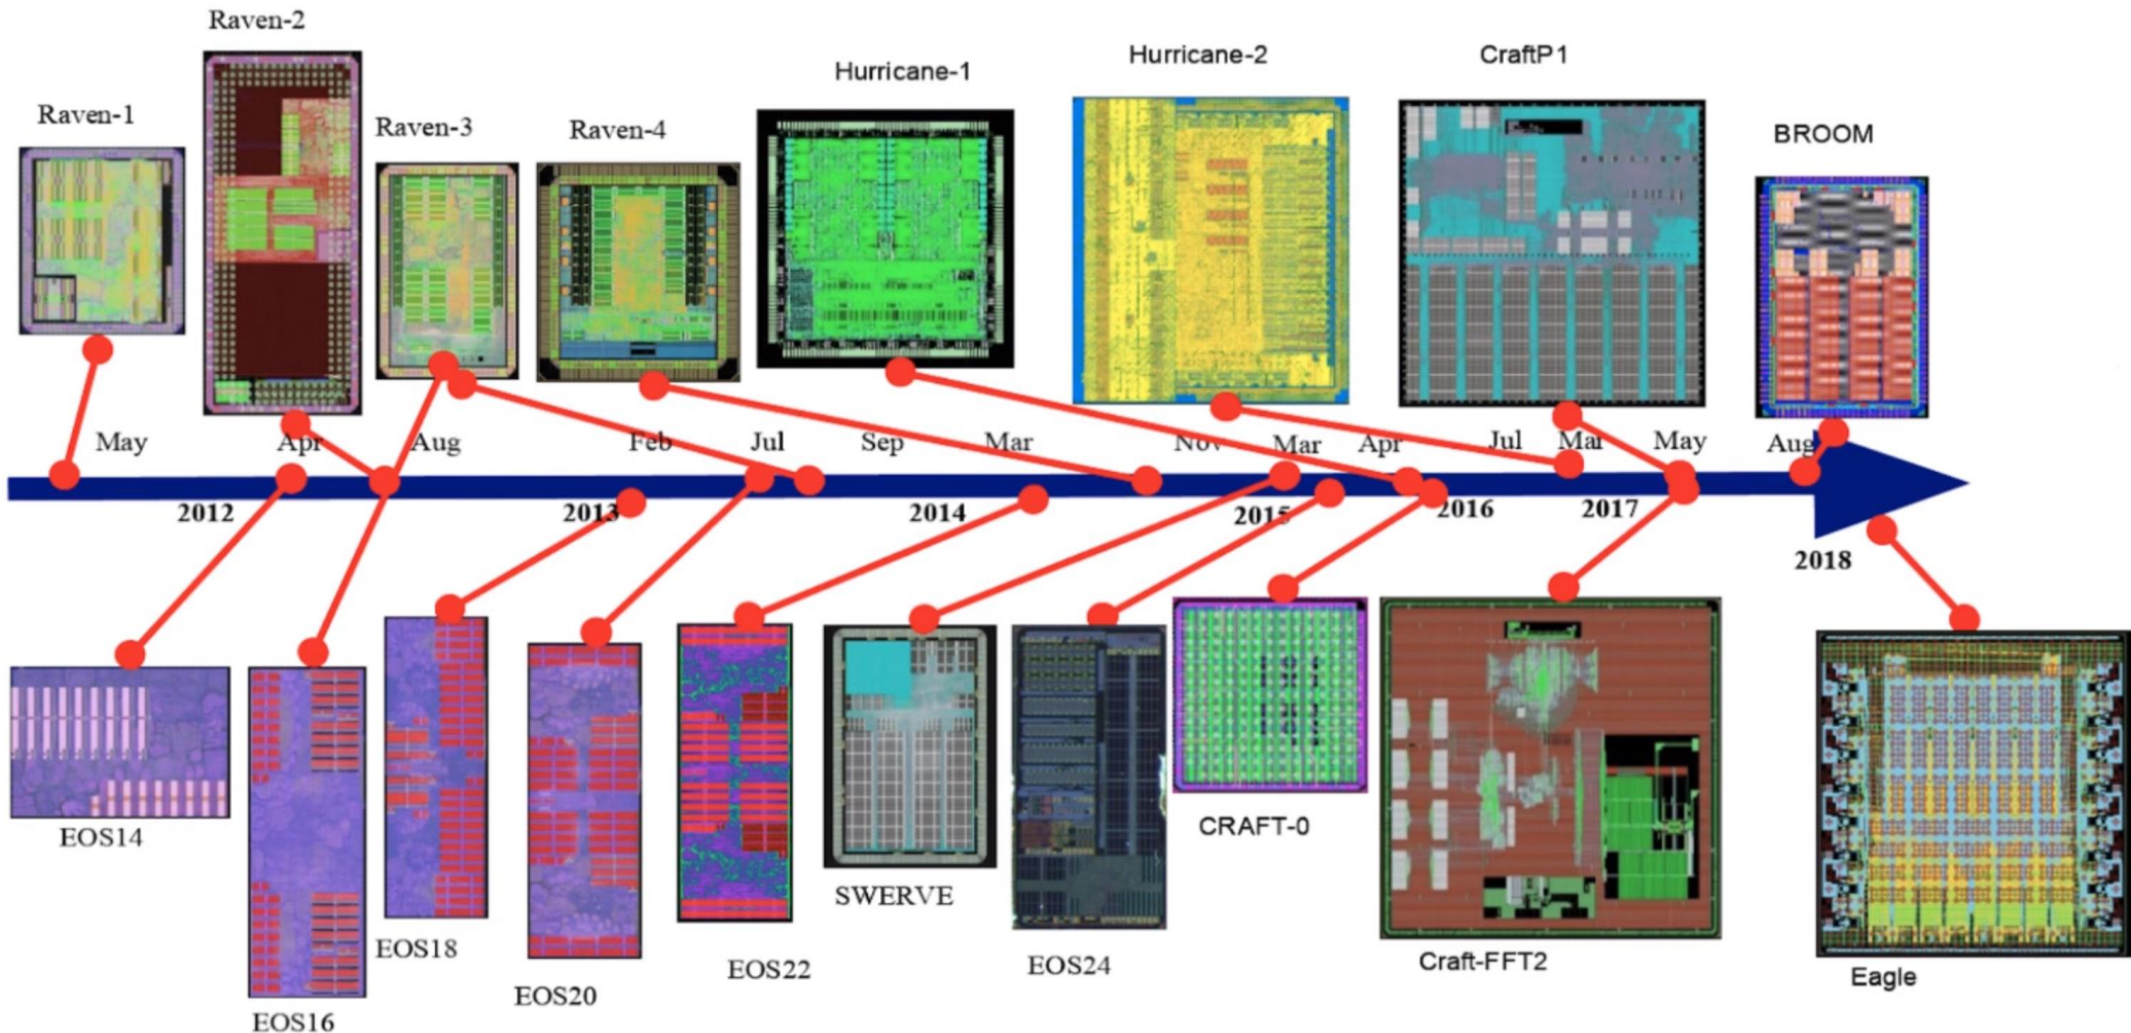 Raven-2
Hurricane-1
Hurricane-2
CraftP1
Raven-1
Raven-3
Raven-4
BROOM
May
Apr
Aug
Feb
Jul
Sep
Mar
Nov
Mar
Apr
Jul
Mar
May
Aug
2012
2013
2014
2015
2016
2017
2018
EOS14
EOS16
EOS18
EOS20
EOS22
SWERVE
EOS24
CRAFT-0
Craft-FFT2
Eagle